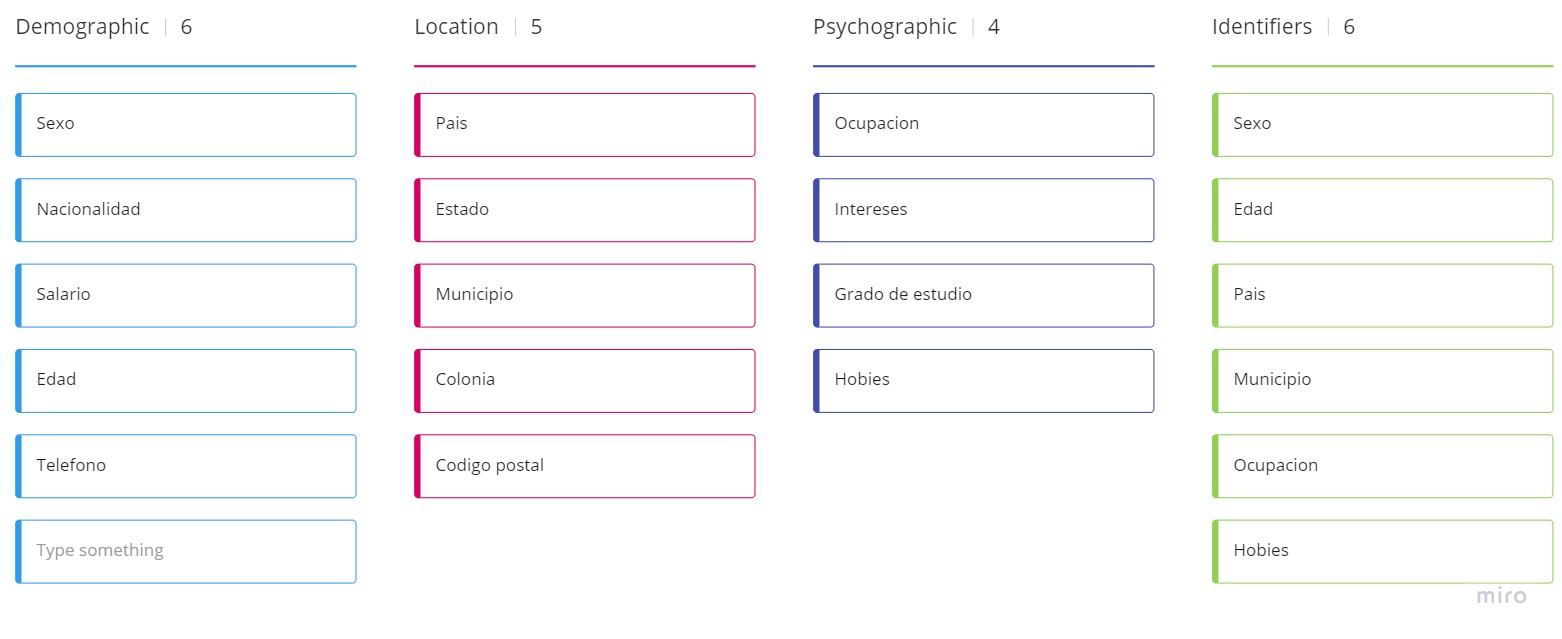 Demographic | 6
Sexo
Nacionalidad
Salario
Edad
Telefono
Type something
Location | 5
Pais
Estado
Municipio
Colonia
Codigo postal
Psychographic | 4
Ocupacion
Intereses
Grado de estudio
Hobies
Identifiers | 6
Sexo
Edad
Pais
Municipio
Ocupacion
Hobies
miro